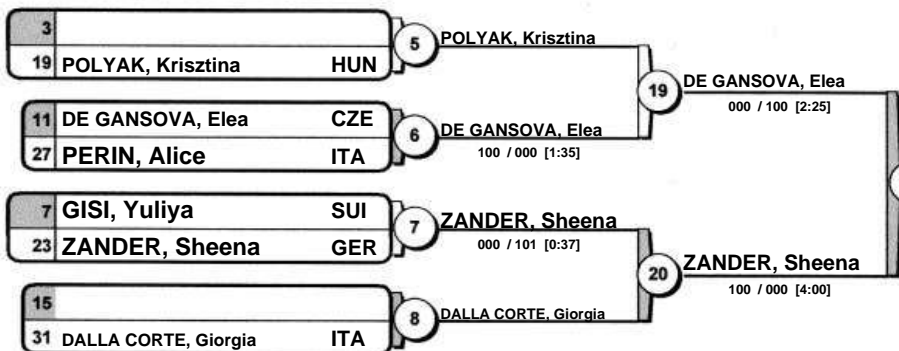 3
19 POLYAK, Krisztina HUN
5 POLYAK, Krisztina
11 DE GANSOVA, Elea CZE
27 PERIN, Alice ITA
6 DE GANSOVA, Elea
100 / 000 [1:35]
19 DE GANSOVA, Elea
000 / 100 [2:25]
7 GISI, Yuliya SUI
23 ZANDER, Sheena GER
7 ZANDER, Sheena
000 / 101 [0:37]
15
31 DALLA CORTE, Giorgia ITA
8 DALLA CORTE, Giorgia
20 ZANDER, Sheena
100 / 000 [4:00]